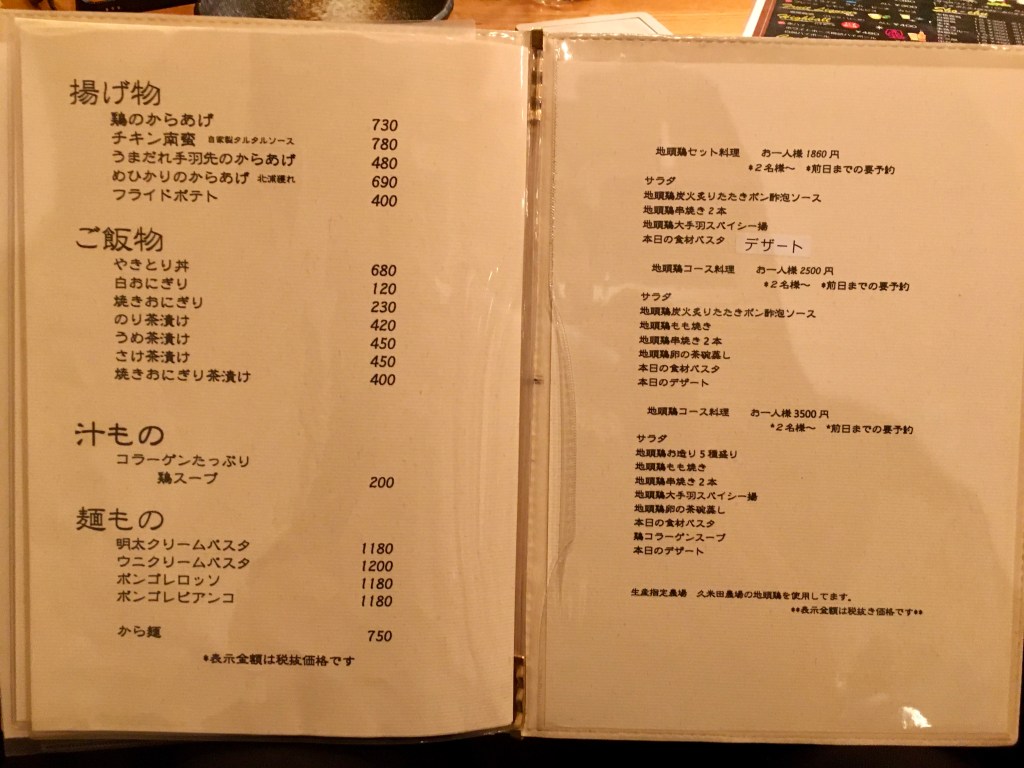 揚げ物
鶏のからあげ 730
チキン南蛮 自家製タルタルソース 780
うまだれ手羽先のからあげ 480
めひかりのからあげ 北浦穫れ 690
フライドポテト 400
ご飯物
やきとり丼 680
白おにぎり 120
焼きおにぎり 230
のり茶漬け 420
うめ茶漬け 450
さけ茶漬け 450
焼きおにぎり茶漬け 400
汁もの
コラーゲンたっぷり
鶏スープ 200
麺もの
明太クリームパスタ 1180
ウニクリームパスタ 1200
ボンゴレロッソ 1180
ボンゴレビアンコ 1180
から麺 750
*表示金額は税抜価格です
地頭鶏セット料理 お一人様1860円
*２名様～ *前日までの要予約
サラダ
地頭鶏炭火炙りたたきポン酢泡ソース
地頭鶏串焼き２本
地頭鶏大手羽スパイシー揚
本日の食材パスタ デザート
地頭鶏コース料理 お一人様2500円
*２名様～ *前日までの要予約
サラダ
地頭鶏炭火炙りたたきポン酢泡ソース
地頭鶏もも焼き
地頭鶏串焼き２本
地頭鶏卵の茶碗蒸し
本日の食材パスタ
本日のデザート
地頭鶏コース料理 お一人様3500円
*２名様～ *前日までの要予約
サラダ
地頭鶏お造り５種盛り
地頭鶏もも焼き
地頭鶏串焼き２本
地頭鶏大手羽スパイシー揚
地頭鶏卵の茶碗蒸し
本日の食材パスタ
鶏コラーゲンスープ
本日のデザート
生産指定農場 久米田農場の地頭鶏を使用してます。
**表示金額は税抜き価格です**